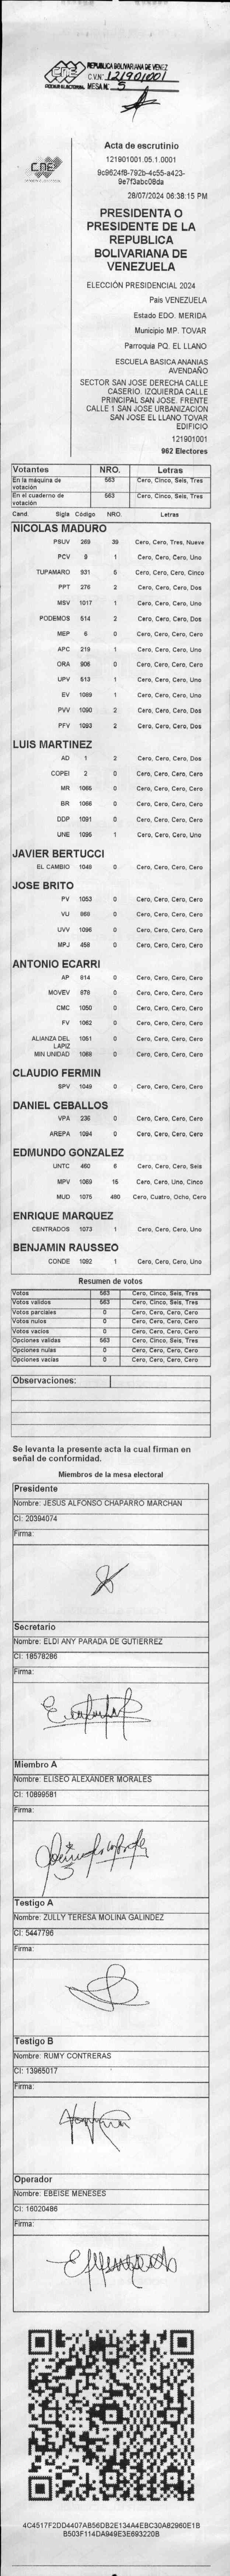 CNE
PODER ELECTORAL
REPUBLICA BOLIVARIANA DE VENEZ
C.V.Nº 121901001
MESA Nº 5
CNE
Acta de escrutinio
121901001.05.1.0001
9c9624f8-792b-4c55-a423-
9e7f3abc08da
28/07/2024 06:38:15 PM
PRESIDENTA O
PRESIDENTE DE LA
REPUBLICA
BOLIVARIANA DE
VENEZUELA
ELECCIÓN PRESIDENCIAL 2024
Pais VENEZUELA
Estado EDO. MERIDA
Municipio MP. TOVAR
Parroquia PQ. EL LLANO
ESCUELA BASICA ANANIAS
AVENDAÑO
SECTOR SAN JOSE DERECHA CALLE
CASERIO. IZQUIERDA CALLE
PRINCIPAL SAN JOSE. FRENTE
CALLE 1 SAN JOSE URBANIZACION
SAN JOSE EL LLANO TOVAR
EDIFICIO
121901001
962 Electores
Votantes NRO. Letras
En la máquina de votación 563 Cero, Cinco, Seis, Tres
En el cuaderno de votación 563 Cero, Cinco, Seis, Tres
Cand. Sigla Código NRO. Letras
NICOLAS MADURO
PSUV 269 39 Cero, Cero, Tres, Nueve
PCV 9 1 Cero, Cero, Cero, Uno
TUPAMARO 931 5 Cero, Cero, Cero, Cinco
PPT 276 2 Cero, Cero, Cero, Dos
MSV 1017 1 Cero, Cero, Cero, Uno
PODEMOS 514 2 Cero, Cero, Cero, Dos
MEP 6 0 Cero, Cero, Cero, Cero
APC 219 1 Cero, Cero, Cero, Uno
ORA 906 0 Cero, Cero, Cero, Cero
UPV 513 1 Cero, Cero, Cero, Uno
EV 1089 1 Cero, Cero, Cero, Uno
PVV 1090 2 Cero, Cero, Cero, Dos
PFV 1093 2 Cero, Cero, Cero, Dos
LUIS MARTINEZ
AD 1 2 Cero, Cero, Cero, Dos
COPEI 2 0 Cero, Cero, Cero, Cero
MR 1065 0 Cero, Cero, Cero, Cero
BR 1066 0 Cero, Cero, Cero, Cero
DDP 1091 0 Cero, Cero, Cero, Cero
UNE 1095 1 Cero, Cero, Cero, Uno
JAVIER BERTUCCI
EL CAMBIO 1048 0 Cero, Cero, Cero, Cero
JOSE BRITO
PV 1053 0 Cero, Cero, Cero, Cero
VU 868 0 Cero, Cero, Cero, Cero
UVV 1096 0 Cero, Cero, Cero, Cero
MPJ 458 0 Cero, Cero, Cero, Cero
ANTONIO ECARRI
AP 814 0 Cero, Cero, Cero, Cero
MOVEV 878 0 Cero, Cero, Cero, Cero
CMC 1050 0 Cero, Cero, Cero, Cero
FV 1062 0 Cero, Cero, Cero, Cero
ALIANZA DEL LAPIZ 1051 0 Cero, Cero, Cero, Cero
MIN UNIDAD 1088 0 Cero, Cero, Cero, Cero
CLAUDIO FERMIN
SPV 1049 0 Cero, Cero, Cero, Cero
DANIEL CEBALLOS
VPA 236 0 Cero, Cero, Cero, Cero
AREPA 1094 0 Cero, Cero, Cero, Cero
EDMUNDO GONZALEZ
UNTC 460 6 Cero, Cero, Cero, Seis
MPV 1069 15 Cero, Cero, Uno, Cinco
MUD 1075 480 Cero, Cuatro, Ocho, Cero
ENRIQUE MARQUEZ
CENTRADOS 1073 1 Cero, Cero, Cero, Uno
BENJAMIN RAUSSEO
CONDE 1092 1 Cero, Cero, Cero, Uno
Resumen de votos
Votos 563 Cero, Cinco, Seis, Tres
Votos validos 563 Cero, Cinco, Seis, Tres
Votos parciales 0 Cero, Cero, Cero, Cero
Votos nulos 0 Cero, Cero, Cero, Cero
Votos vacios 0 Cero, Cero, Cero, Cero
Opciones validas 563 Cero, Cinco, Seis, Tres
Opciones nulas 0 Cero, Cero, Cero, Cero
Opciones vacias 0 Cero, Cero, Cero, Cero
Observaciones:
Se levanta la presente acta la cual firman en
señal de conformidad.
Miembros de la mesa electoral
Presidente
Nombre: JESUS ALFONSO CHAPARRO MARCHAN
CI: 20394074
Firma:
Secretario
Nombre: ELDI ANY PARADA DE GUTIERREZ
CI: 18578286
Firma:
Miembro A
Nombre: ELISEO ALEXANDER MORALES
CI: 10899581
Firma:
Testigo A
Nombre: ZULLY TERESA MOLINA GALINDEZ
CI: 5447796
Firma:
Testigo B
Nombre: RUMY CONTRERAS
CI: 13965017
Firma:
Operador
Nombre: EBEISE MENESES
CI: 16020486
Firma:
4C4517F2DD4407AB56DB2E134A4EBC30A82960E1B
B503F114DA949E3E693220B